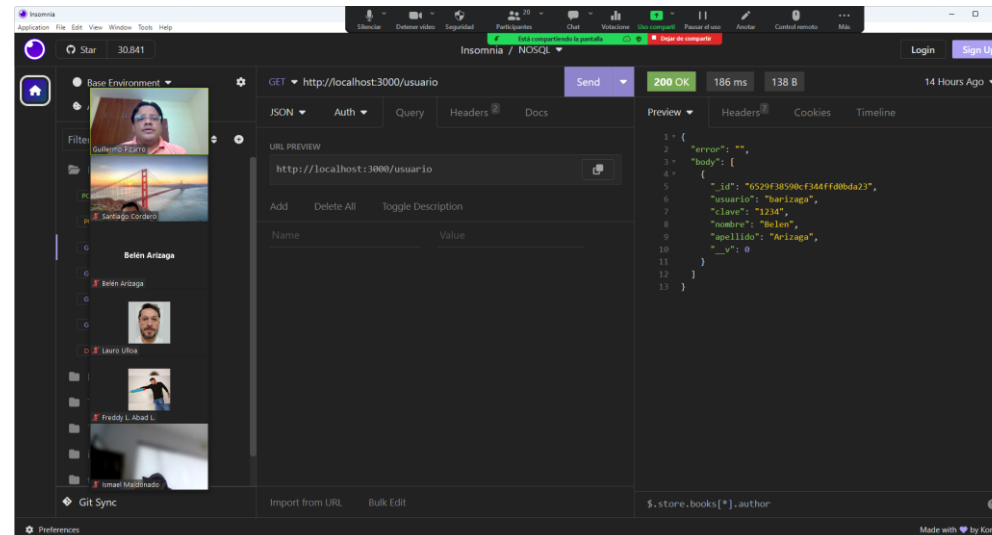 Insomnia
Application File Edit View Window Tools Help
Silenciar Detener video Seguridad Participantes 20 Chat Votacione Uso compartí Pausar el uso Anotar Control remoto Más
Está compartiendo la pantalla Dejar de compartir
Star 30.841
Insomnia / NOSQL
Login Sign U
Base Environment
GET http://localhost:3000/usuario
Send
200 OK 186 ms 138 B
14 Hours Ago
JSON Auth Query Headers 2 Docs
Preview Headers 7 Cookies Timeline
Filte
Guillermo Pizarro
Santiago Cordero
Belén Arizaga
Belén Arizaga
Lauro Ulloa
Freddy L. Abad L.
Ismael Maldonado
URL PREVIEW
http://localhost:3000/usuario
Add Delete All Toggle Description
Name Value
1 {
2 "error": "",
3 "body": [
4 {
5 "_id": "6529f38590cf344ffd0bda23",
6 "usuario": "barizaga",
7 "clave": "1234",
8 "nombre": "Belen",
9 "apellido": "Arizaga",
10 "__v": 0
11 }
12 ]
13 }
Git Sync
Import from URL Bulk Edit
$.store.books[*].author
Preferences
Made with 💜 by Kon